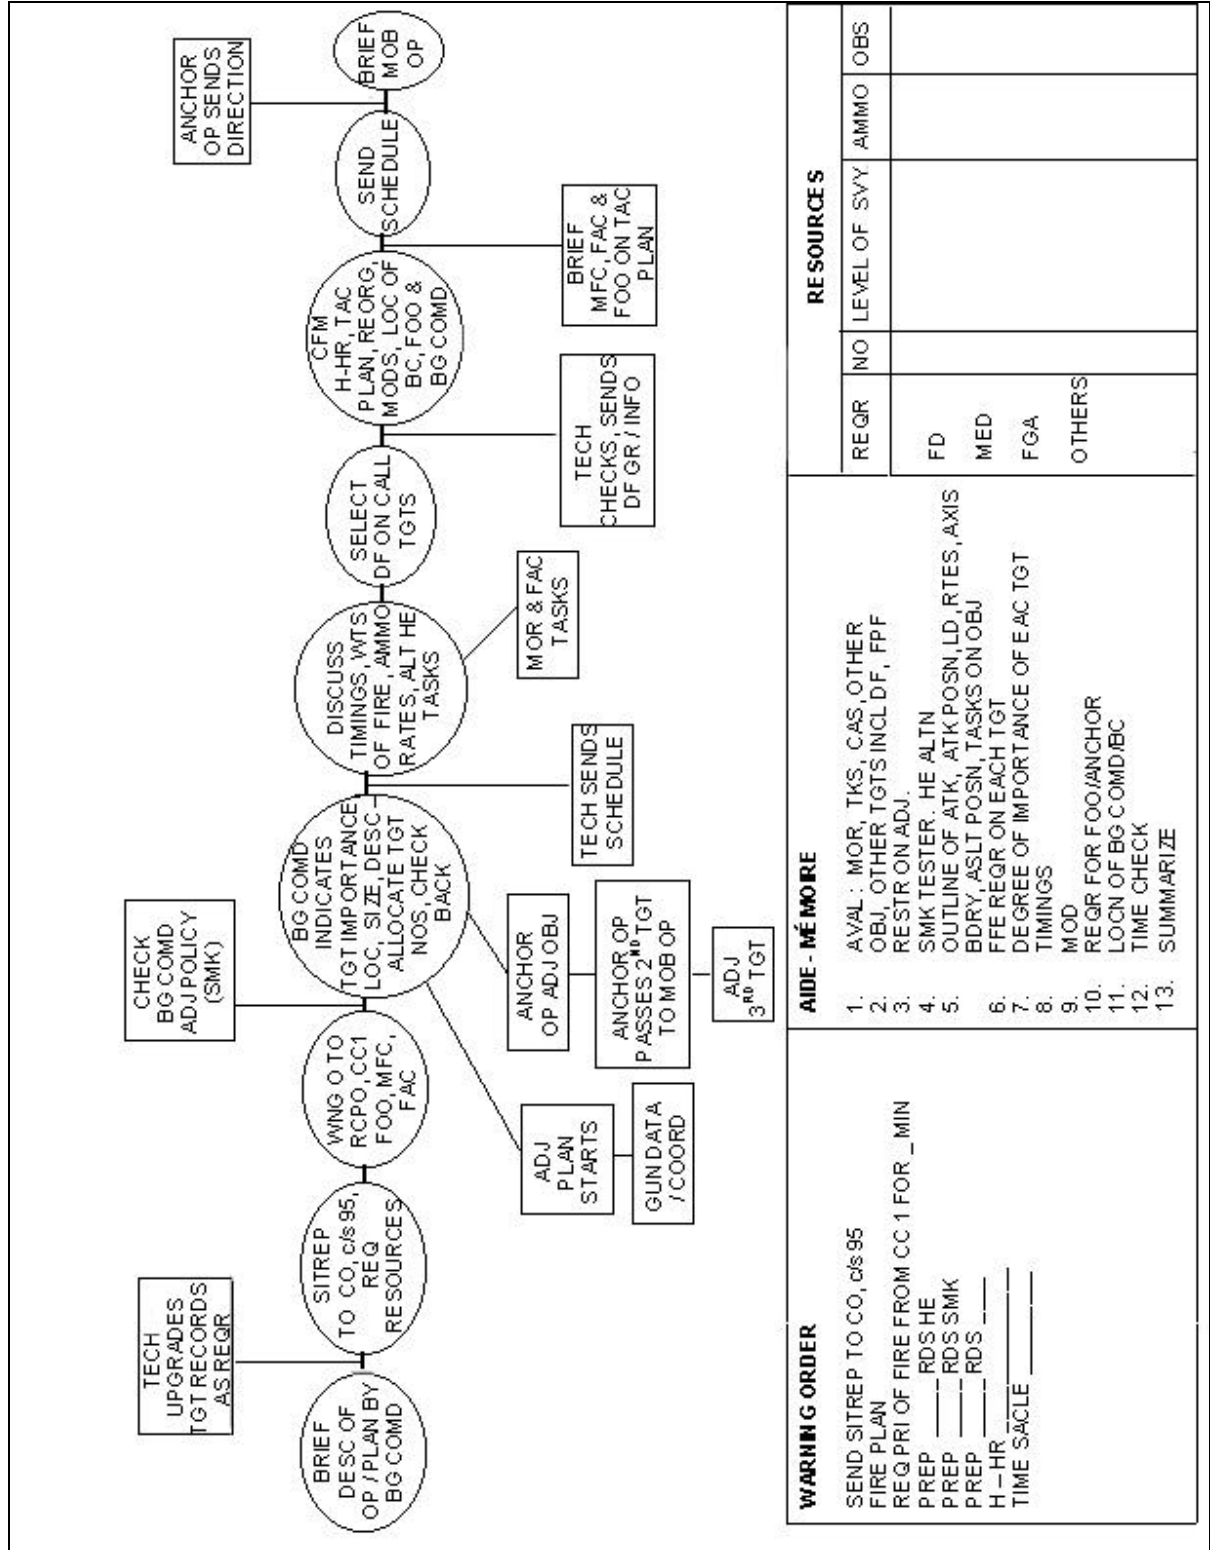 TECH
UPGRADES
TGT RECORDS
AS REQR
CHECK
BG COMD
ADJ POLICY
(SMK)
ANCHOR
OP SENDS
DIRECTION
BRIEF
DESC OF
OP / PLAN BY
BG COMD
SITREP
TO CO, c/s 95,
REQ
RESOURCES
WNG O TO
RCPO, CC1
FOO, MFC,
FAC
BG COMD
INDICATES
TGT IMPORTANCE
LOC, SIZE, DESC –
ALLOCATE TGT
NOS, CHECK
BACK
DISCUSS
TIMINGS, WTS
OF FIRE, AMMO
RATES, ALT HE
TASKS
SELECT
DF ON CALL
TGTS
CFM
H-HR, TAC
PLAN, REORG,
MODS, LOC OF
BC, FOO &
BG COMD
SEND
SCHEDULE
BRIEF
MOB
OP
ADJ
PLAN
STARTS
GUN DATA
/ COORD
ANCHOR
OP ADJ OBJ
ANCHOR OP
PASSES 2ND TGT
TO MOB OP
ADJ
3RD TGT
TECH SENDS
SCHEDULE
MOR & FAC
TASKS
TECH
CHECKS, SENDS
DF GR / INFO
BRIEF
MFC, FAC &
FOO ON TAC
PLAN
WARNING ORDER
SEND SITREP TO CO, c/s 95
FIRE PLAN
REQ PRI OF FIRE FROM CC 1 FOR _ MIN
PREP ____ RDS HE
PREP ____ RDS SMK
PREP ____ RDS ____
H – HR ________
TIME SACLE ________
AIDE - MÉMOIRE
1. AVAL : MOR, TKS, CAS, OTHER
2. OBJ, OTHER TGTS INCL DF, FPF
3. RESTR ON ADJ.
4. SMK TESTER. HE ALTN
5. OUTLINE OF ATK, ATK POSN, LD, RTES, AXIS
BDRY, ASLT POSN, TASKS ON OBJ
6. FFE REQR ON EACH TGT
7. DEGREE OF IMPORTANCE OF EAC TGT
8. TIMINGS
9. MOD
10. REQR FOR FOO/ANCHOR
11. LOCN OF BG COMD/BC
12. TIME CHECK
13. SUMMARIZE
RESOURCES
REQR NO LEVEL OF SVY. AMMO OBS
FD
MED
FGA
OTHERS